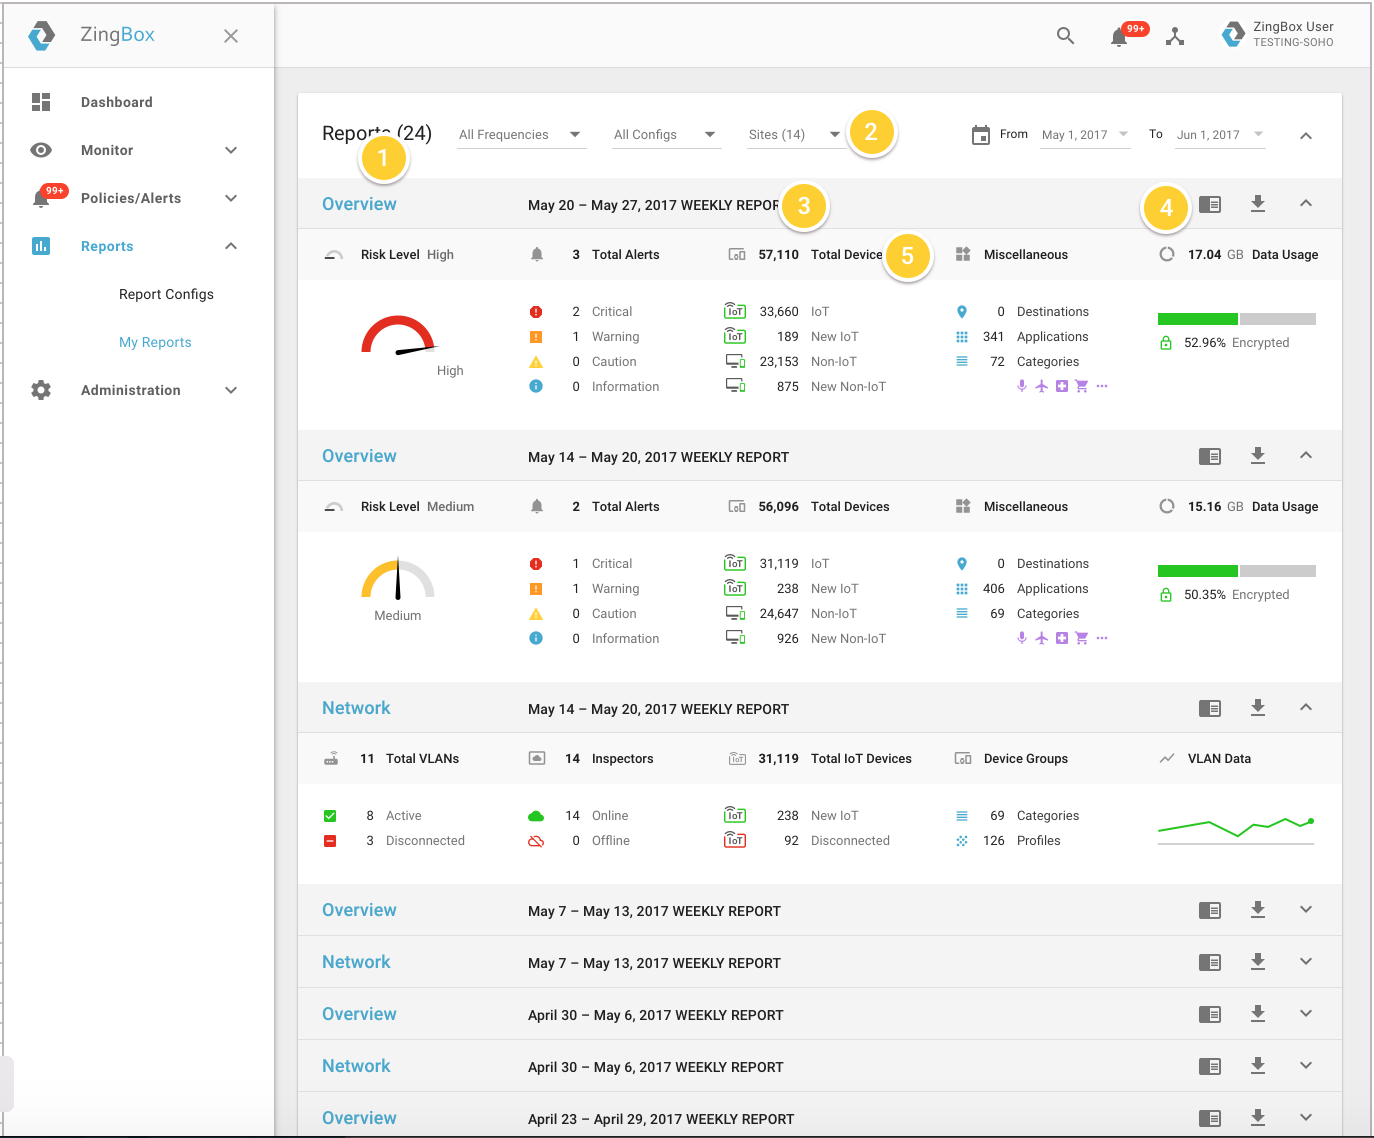 ZingBox
99+
ZingBox User
TESTING-SOHO
Dashboard
Monitor
99+
Policies/Alerts
Reports
Report Configs
My Reports
Administration
Reports (24)
All Frequencies
All Configs
Sites (14)
From
May 1, 2017
To
Jun 1, 2017
1
2
3
4
5
Overview
May 20 – May 27, 2017 WEEKLY REPOR
Risk Level High
3 Total Alerts
57,110 Total Device
Miscellaneous
17.04 GB Data Usage
High
2 Critical
1 Warning
0 Caution
0 Information
IoT 33,660 IoT
IoT 189 New IoT
23,153 Non-IoT
875 New Non-IoT
0 Destinations
341 Applications
72 Categories
52.96% Encrypted
Overview
May 14 – May 20, 2017 WEEKLY REPORT
Risk Level Medium
2 Total Alerts
56,096 Total Devices
Miscellaneous
15.16 GB Data Usage
Medium
1 Critical
1 Warning
0 Caution
0 Information
IoT 31,119 IoT
IoT 238 New IoT
24,647 Non-IoT
926 New Non-IoT
0 Destinations
406 Applications
69 Categories
50.35% Encrypted
Network
May 14 – May 20, 2017 WEEKLY REPORT
11 Total VLANs
14 Inspectors
IoT 31,119 Total IoT Devices
Device Groups
VLAN Data
8 Active
3 Disconnected
14 Online
0 Offline
IoT 238 New IoT
IoT 92 Disconnected
69 Categories
126 Profiles
Overview
May 7 – May 13, 2017 WEEKLY REPORT
Network
May 7 – May 13, 2017 WEEKLY REPORT
Overview
April 30 – May 6, 2017 WEEKLY REPORT
Network
April 30 – May 6, 2017 WEEKLY REPORT
Overview
April 23 – April 29, 2017 WEEKLY REPORT